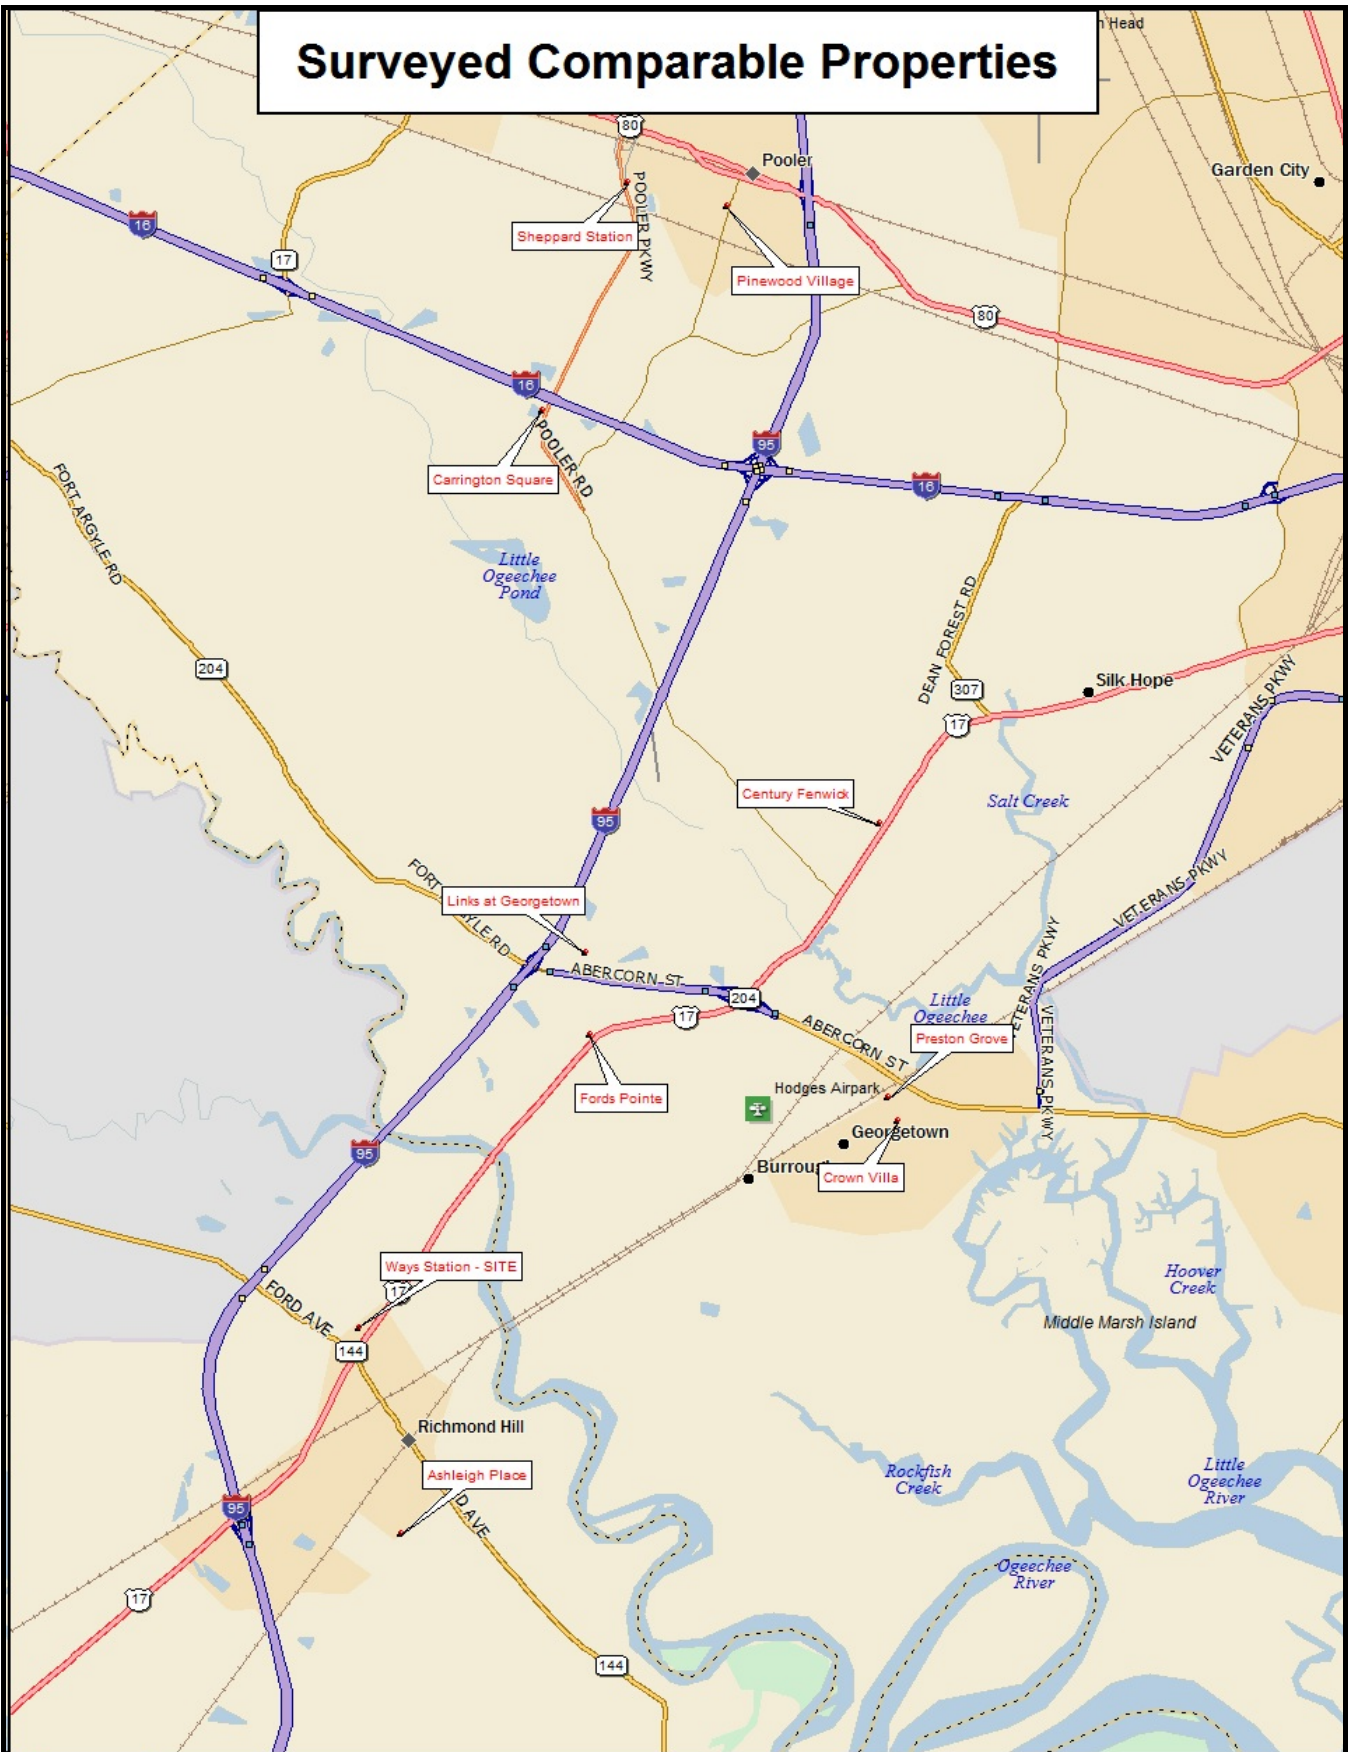 Surveyed Comparable Properties
Head
80
Pooler
Garden City
POOLER PKWY
16
Sheppard Station
17
Pinewood Village
80
16
POOLER RD
95
Carrington Square
16
FORT ARGYLE RD
Little
Ogeechee
Pond
DEAN FOREST RD
204
307
Silk Hope
17
VETERANS PKWY
Century Fenwick
Salt Creek
95
FORT
YLE RD
Links at Georgetown
VETERANS PKWY
ABERCORN ST
204
17
ABERCORN ST
Little
Ogeechee
ETERANS PKWY
VETERANS PKWY
Preston Grove
Fords Pointe
Hodges Airpark
Georgetown
95
Crown Villa
Ways Station - SITE
17
FORD AVE
144
Hoover
Creek
Middle Marsh Island
Richmond Hill
Ashleigh Place
D AVE
Rockfish
Creek
Little
Ogeechee
River
95
Ogeechee
River
17
144